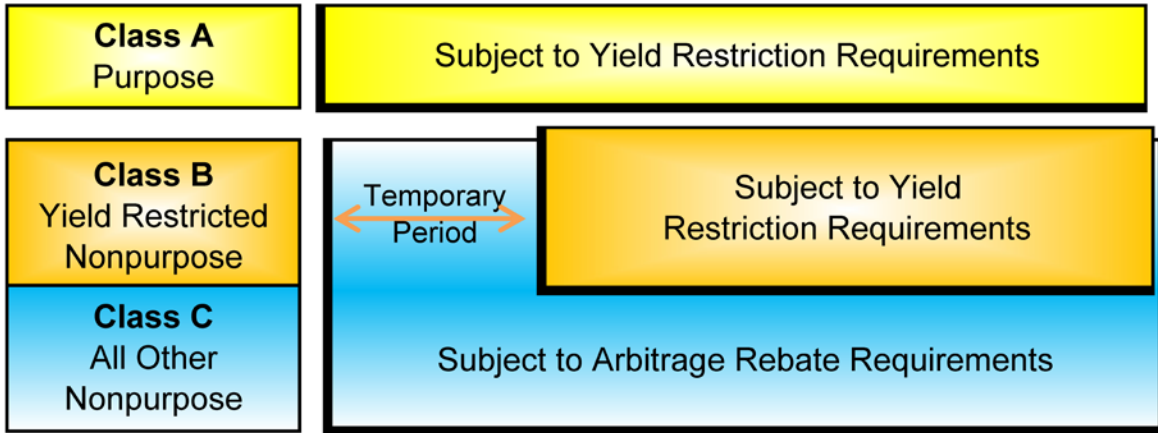 Class A
Purpose
Subject to Yield Restriction Requirements
Class B
Yield Restricted
Nonpurpose
Temporary
Period
Subject to Yield
Restriction Requirements
Class C
All Other
Nonpurpose
Subject to Arbitrage Rebate Requirements